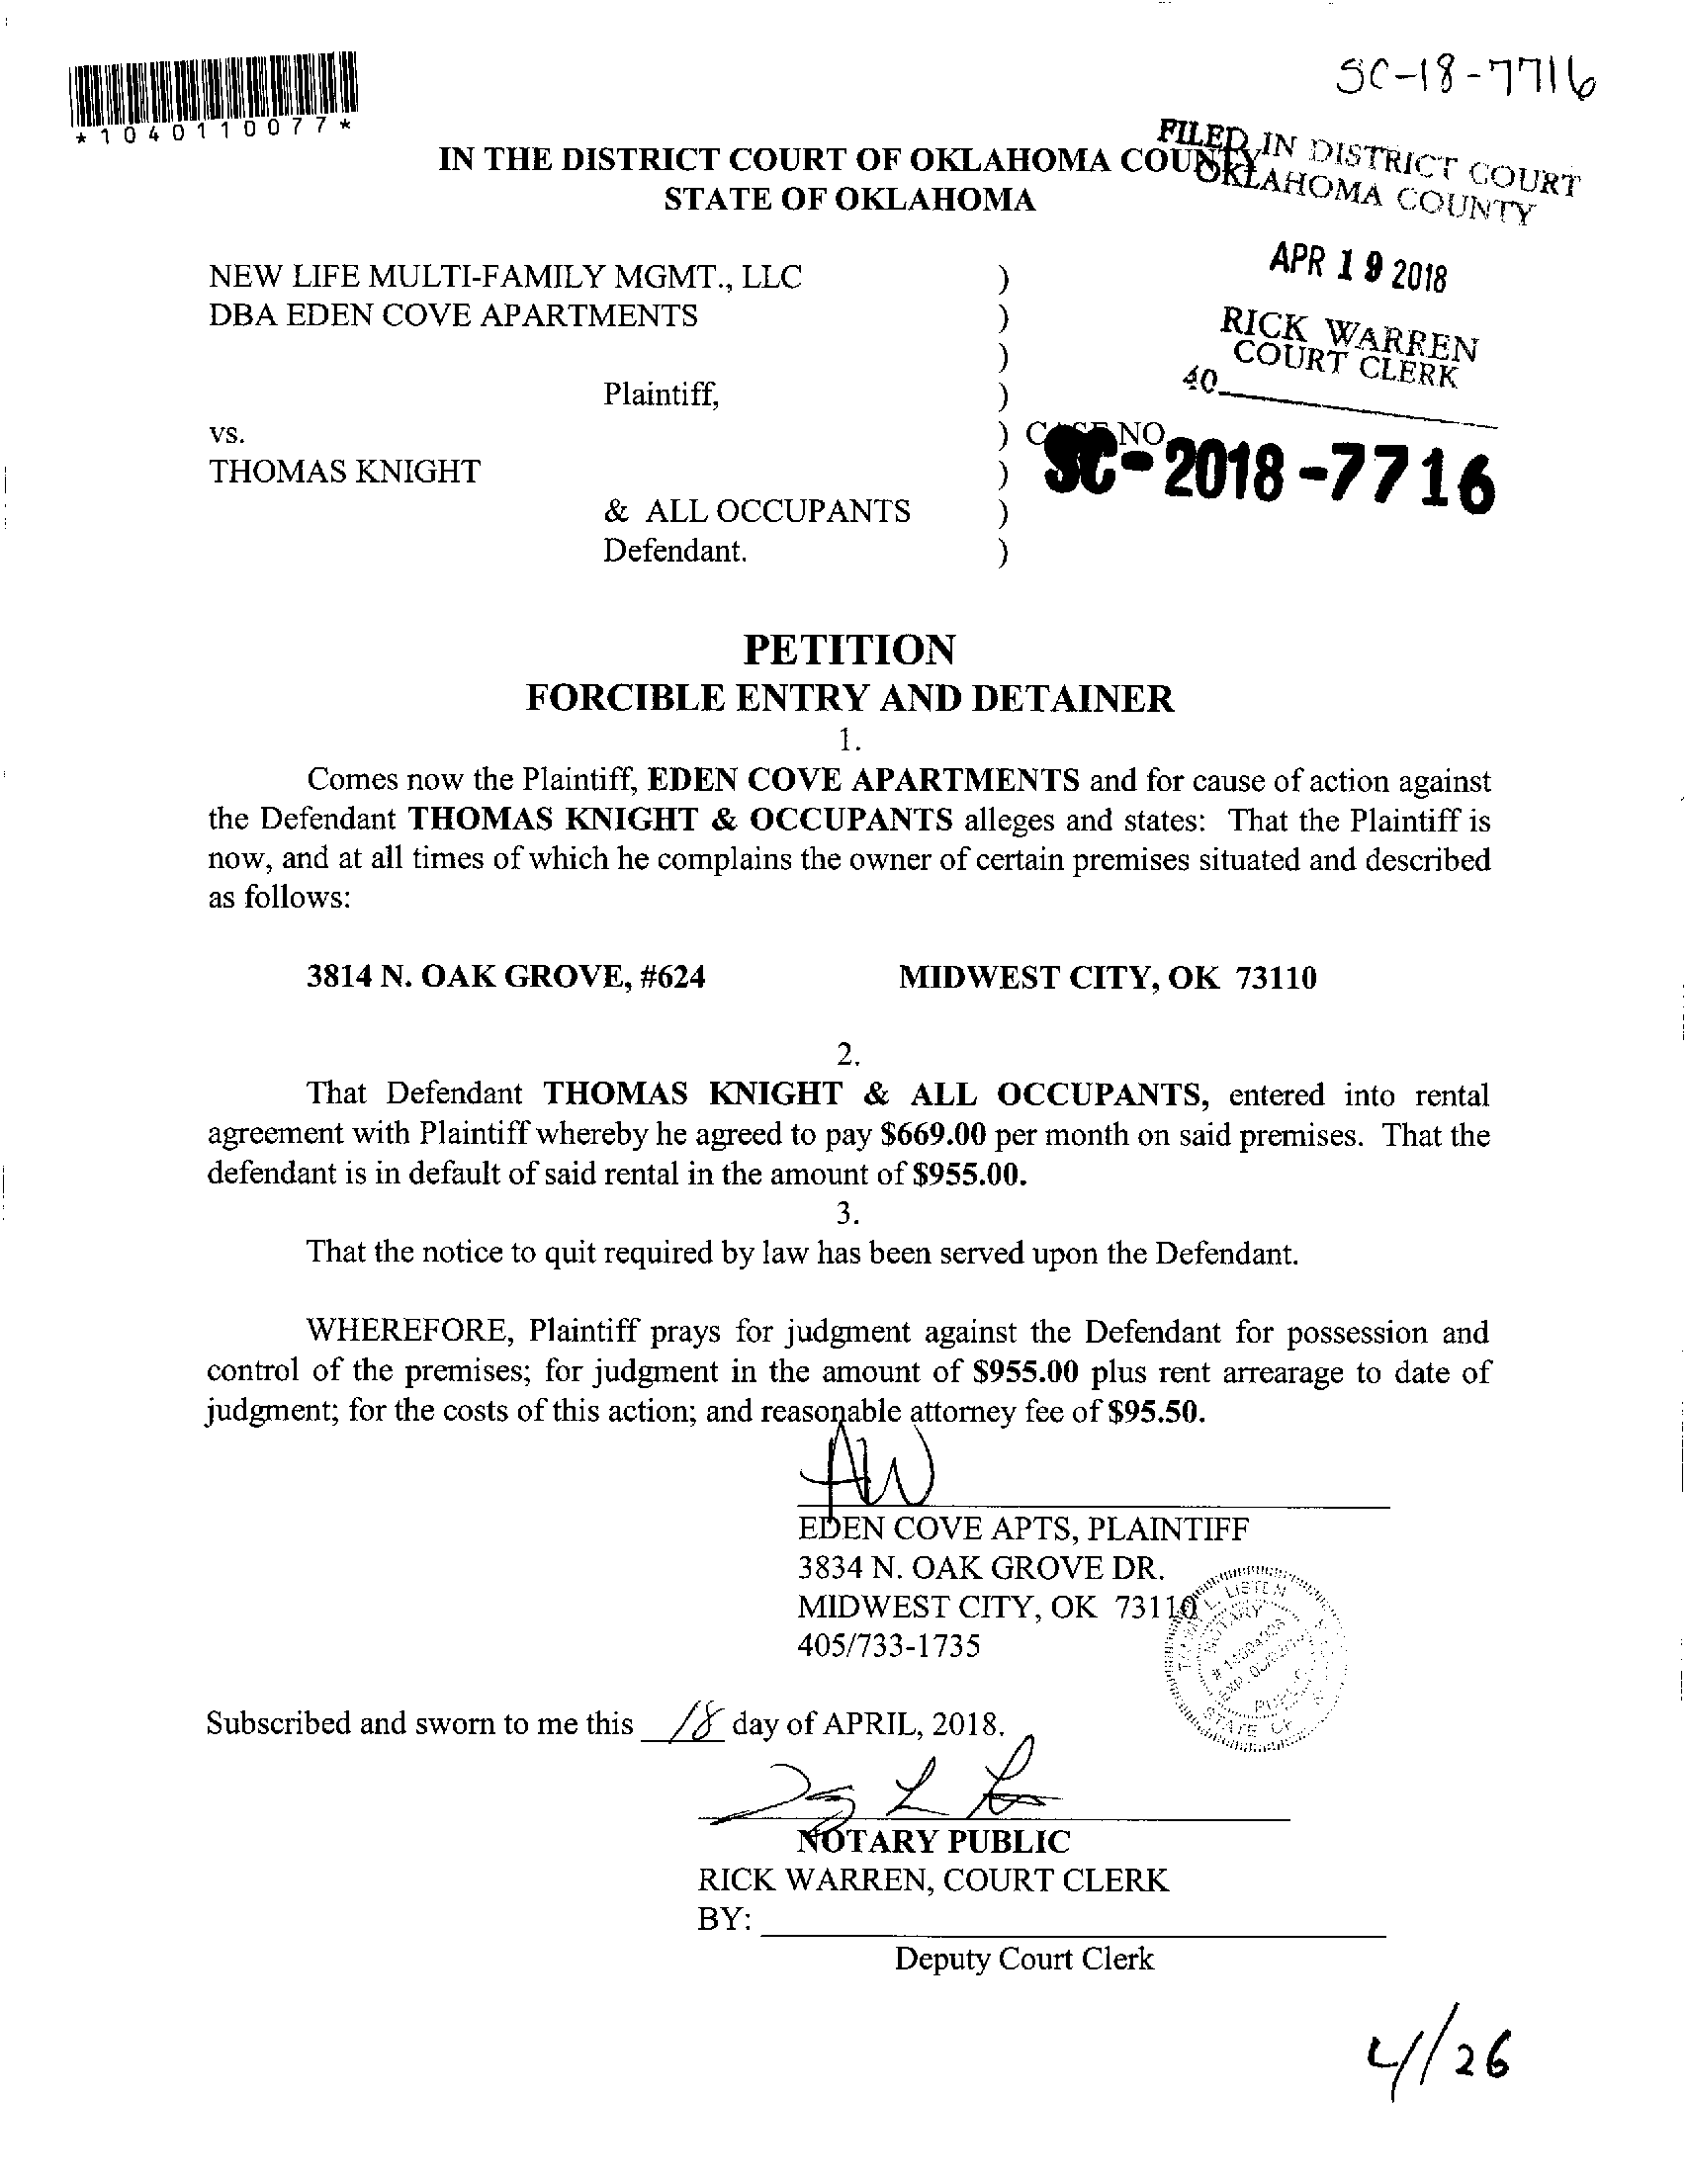 SC-18-7716
*1040110077*
FILED IN DISTRICT COURT
OKLAHOMA COUNTY
IN THE DISTRICT COURT OF OKLAHOMA COUNTY
STATE OF OKLAHOMA
APR 19 2018
NEW LIFE MULTI-FAMILY MGMT., LLC )
DBA EDEN COVE APARTMENTS )
RICK WARREN
COURT CLERK
)
40
Plaintiff, )
vs. ) CASE NO.
SC-2018-7716
THOMAS KNIGHT )
& ALL OCCUPANTS )
Defendant. )
PETITION
FORCIBLE ENTRY AND DETAINER
1.
Comes now the Plaintiff, EDEN COVE APARTMENTS and for cause of action against
the Defendant THOMAS KNIGHT & OCCUPANTS alleges and states: That the Plaintiff is
now, and at all times of which he complains the owner of certain premises situated and described
as follows:
3814 N. OAK GROVE, #624 MIDWEST CITY, OK 73110
2.
That Defendant THOMAS KNIGHT & ALL OCCUPANTS, entered into rental
agreement with Plaintiff whereby he agreed to pay $669.00 per month on said premises. That the
defendant is in default of said rental in the amount of $955.00.
3.
That the notice to quit required by law has been served upon the Defendant.
WHEREFORE, Plaintiff prays for judgment against the Defendant for possession and
control of the premises; for judgment in the amount of $955.00 plus rent arrearage to date of
judgment; for the costs of this action; and reasonable attorney fee of $95.50.
AW
EDEN COVE APTS, PLAINTIFF
3834 N. OAK GROVE DR.
MIDWEST CITY, OK 73110
405/733-1735
NOTARY
PUBLIC
STATE OF
Subscribed and sworn to me this 18 day of APRIL, 2018.
NOTARY PUBLIC
RICK WARREN, COURT CLERK
BY:
Deputy Court Clerk
4/26